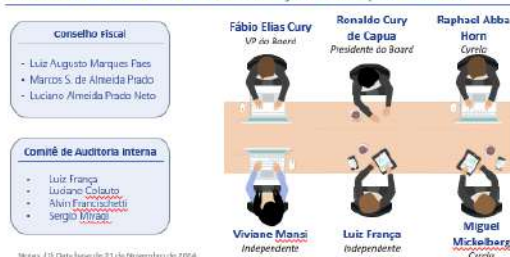 Conselho Fiscal
- Luiz Augusto Marques Paes
• Marcos S. de Almeida Prado
- Luciano Almeida Prado Neto
Comitê de Auditoria Interna
- Luiz França
- Luciano Colauto
- Alvin Francischetti
- Sergio Miyagi
Fábio Elias Cury
VP do Board
Ronaldo Cury
de Capua
Presidente do Board
Raphael Abba
Horn
Cyrela
Viviane Mansi
Independente
Luiz França
Independente
Miguel
Mickelberg
Cyrela